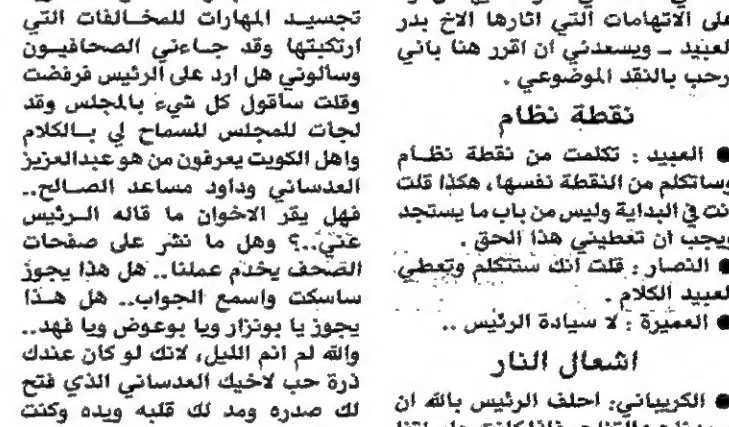 على الاتهامات التي اثارها الاخ بدر
العبيد ـ ويسعدني ان اقرر هنا باني
ارحب بالنقد الموضوعي .
نقطة نظام
● العبيد : تكلمت من نقطة نظام
وساتكلم من النقطة نفسها، هكذا قلت
انت في البداية وليس من باب ما يستجد
ويجب ان تعطيني هذا الحق .
● النصار : قلت انك ستتكلم وتعطي
العبيد الكلام .
● العميرة : لا سيادة الرئيس ..
اشعال النار
● الكريباني: احلف الرئيس بالله ان
تجسيد المهارات للمخالفات التي
ارتكبتها وقد جاءني الصحافيون
وسألوني هل ارد على الرئيس فرفضت
وقلت سأقول كل شيء بالمجلس وقد
لجات للمجلس للسماح لي بالكلام
واهل الكويت يعرفون من هو عبدالعزيز
العدساني وداود مساعد الصالح..
فهل يقر الاخوان ما قاله الرئيس
عني..؟ وهل ما نشر على صفحات
الصحف يخدم عملنا.. هل هذا يجوز
ساسكت واسمع الجواب.. هل هذا
يجوز يا بونزار ويا بوعوض ويا فهد..
والله لم انم الليل، لانك لو كان عندك
ذرة حب لاخيك العدساني الذي فتح
لك صدره ومد لك قلبه ويده وكنت